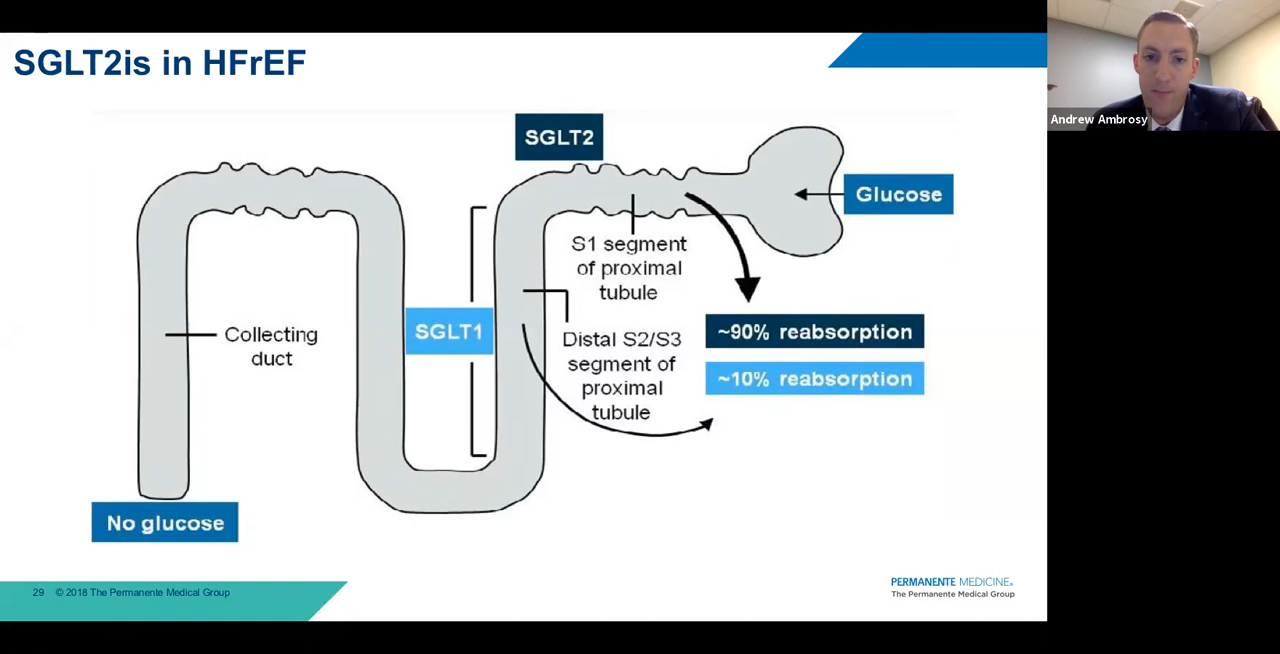 SGLT2is in HFrEF
Andrew Ambrosy
SGLT2
Glucose
S1 segment
of proximal
tubule
SGLT1
~90% reabsorption
Collecting
duct
Distal S2/S3
segment of
proximal
tubule
~10% reabsorption
No glucose
29 © 2018 The Permanente Medical Group
PERMANENTE MEDICINE®
The Permanente Medical Group